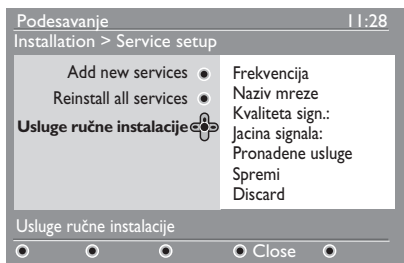 Podesavanje 11:28
Installation > Service setup
Add new services
Reinstall all services
Usluge ručne instalacije
Frekvencija
Naziv mreze
Kvaliteta sign.:
Jacina signala:
Pronadene usluge
Spremi
Discard
Usluge ručne instalacije
Close